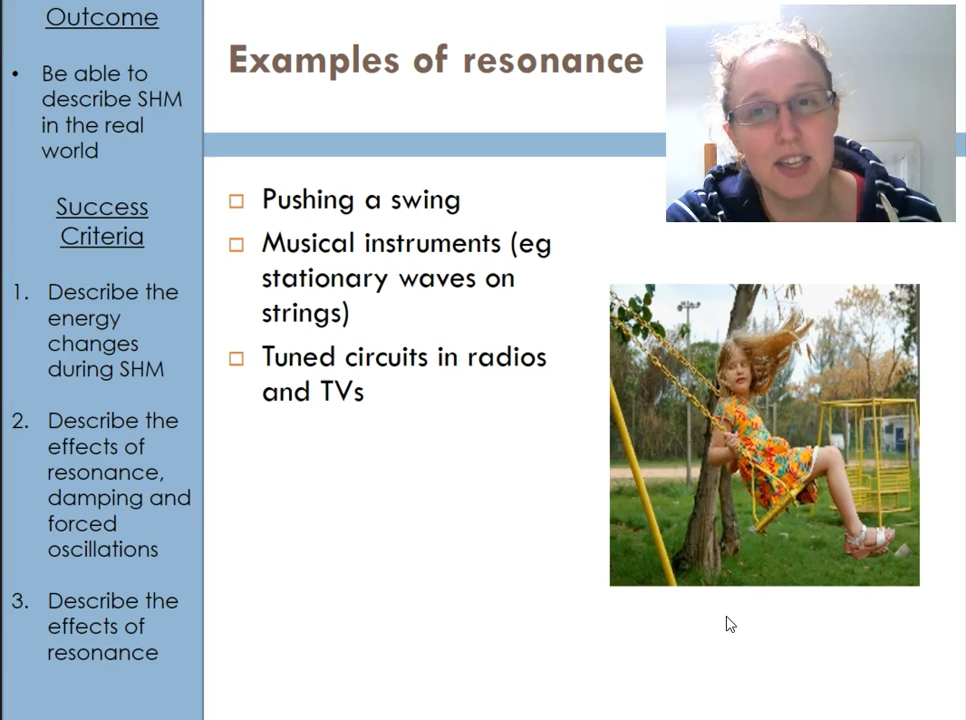 Outcome
• Be able to
describe SHM
in the real
world
Success
Criteria
1. Describe the
energy
changes
during SHM
2. Describe the
effects of
resonance,
damping and
forced
oscillations
3. Describe the
effects of
resonance
Examples of resonance
Pushing a swing
Musical instruments (eg
stationary waves on
strings)
Tuned circuits in radios
and TVs